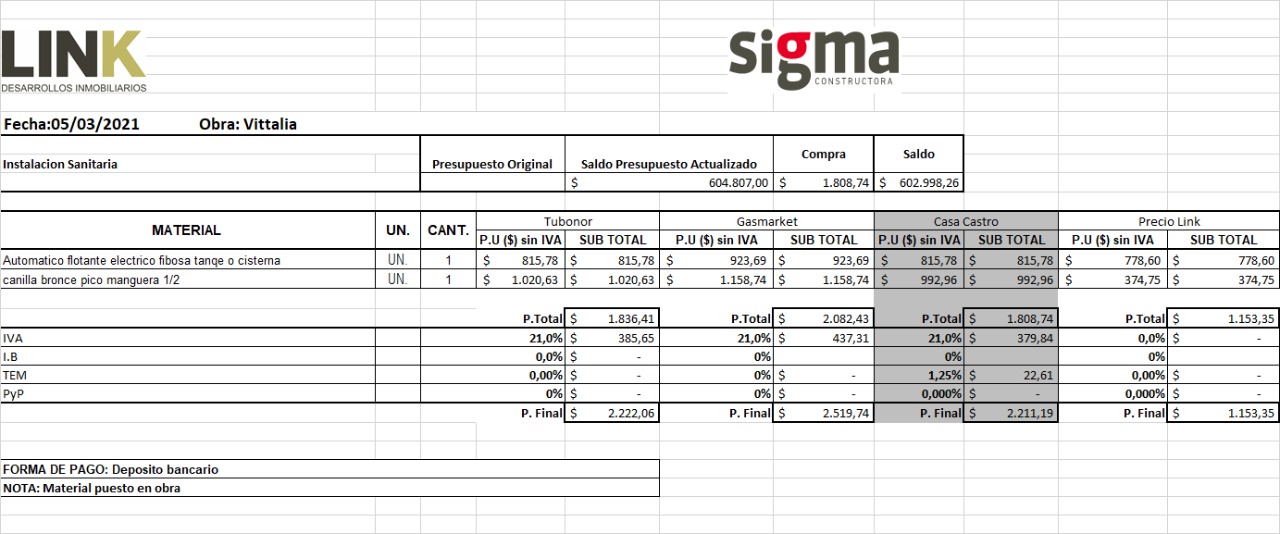 LINK
DESARROLLOS INMOBILIARIOS
sigma
CONSTRUCTORA
Fecha:05/03/2021 Obra: Vittalia
Instalacion Sanitaria Presupuesto Original Saldo Presupuesto Actualizado Compra Saldo
$ 604.807,00 $ 1.808,74 $ 602.998,26
MATERIAL UN. CANT. Tubonor Gasmarket Casa Castro Precio Link
P.U ($) sin IVA SUB TOTAL P.U ($) sin IVA SUB TOTAL P.U ($) sin IVA SUB TOTAL P.U ($) sin IVA SUB TOTAL
Automatico flotante electrico fibosa tanqe o cisterna UN. 1 $ 815,78 $ 815,78 $ 923,69 $ 923,69 $ 815,78 $ 815,78 $ 778,60 $ 778,60
canilla bronce pico manguera 1/2 UN. 1 $ 1.020,63 $ 1.020,63 $ 1.158,74 $ 1.158,74 $ 992,96 $ 992,96 $ 374,75 $ 374,75
P.Total $ 1.836,41 P.Total $ 2.082,43 P.Total $ 1.808,74 P.Total $ 1.153,35
IVA 21,0% $ 385,65 21,0% $ 437,31 21,0% $ 379,84 0,0% $ -
I.B 0,0% $ - 0% 0% 0%
TEM 0,00% $ - 0% $ - 1,25% $ 22,61 0,00% $ -
PyP 0% $ - 0% $ - 0,000% $ - 0,000% $ -
P. Final $ 2.222,06 P. Final $ 2.519,74 P. Final $ 2.211,19 P. Final $ 1.153,35
FORMA DE PAGO: Deposito bancario
NOTA: Material puesto en obra